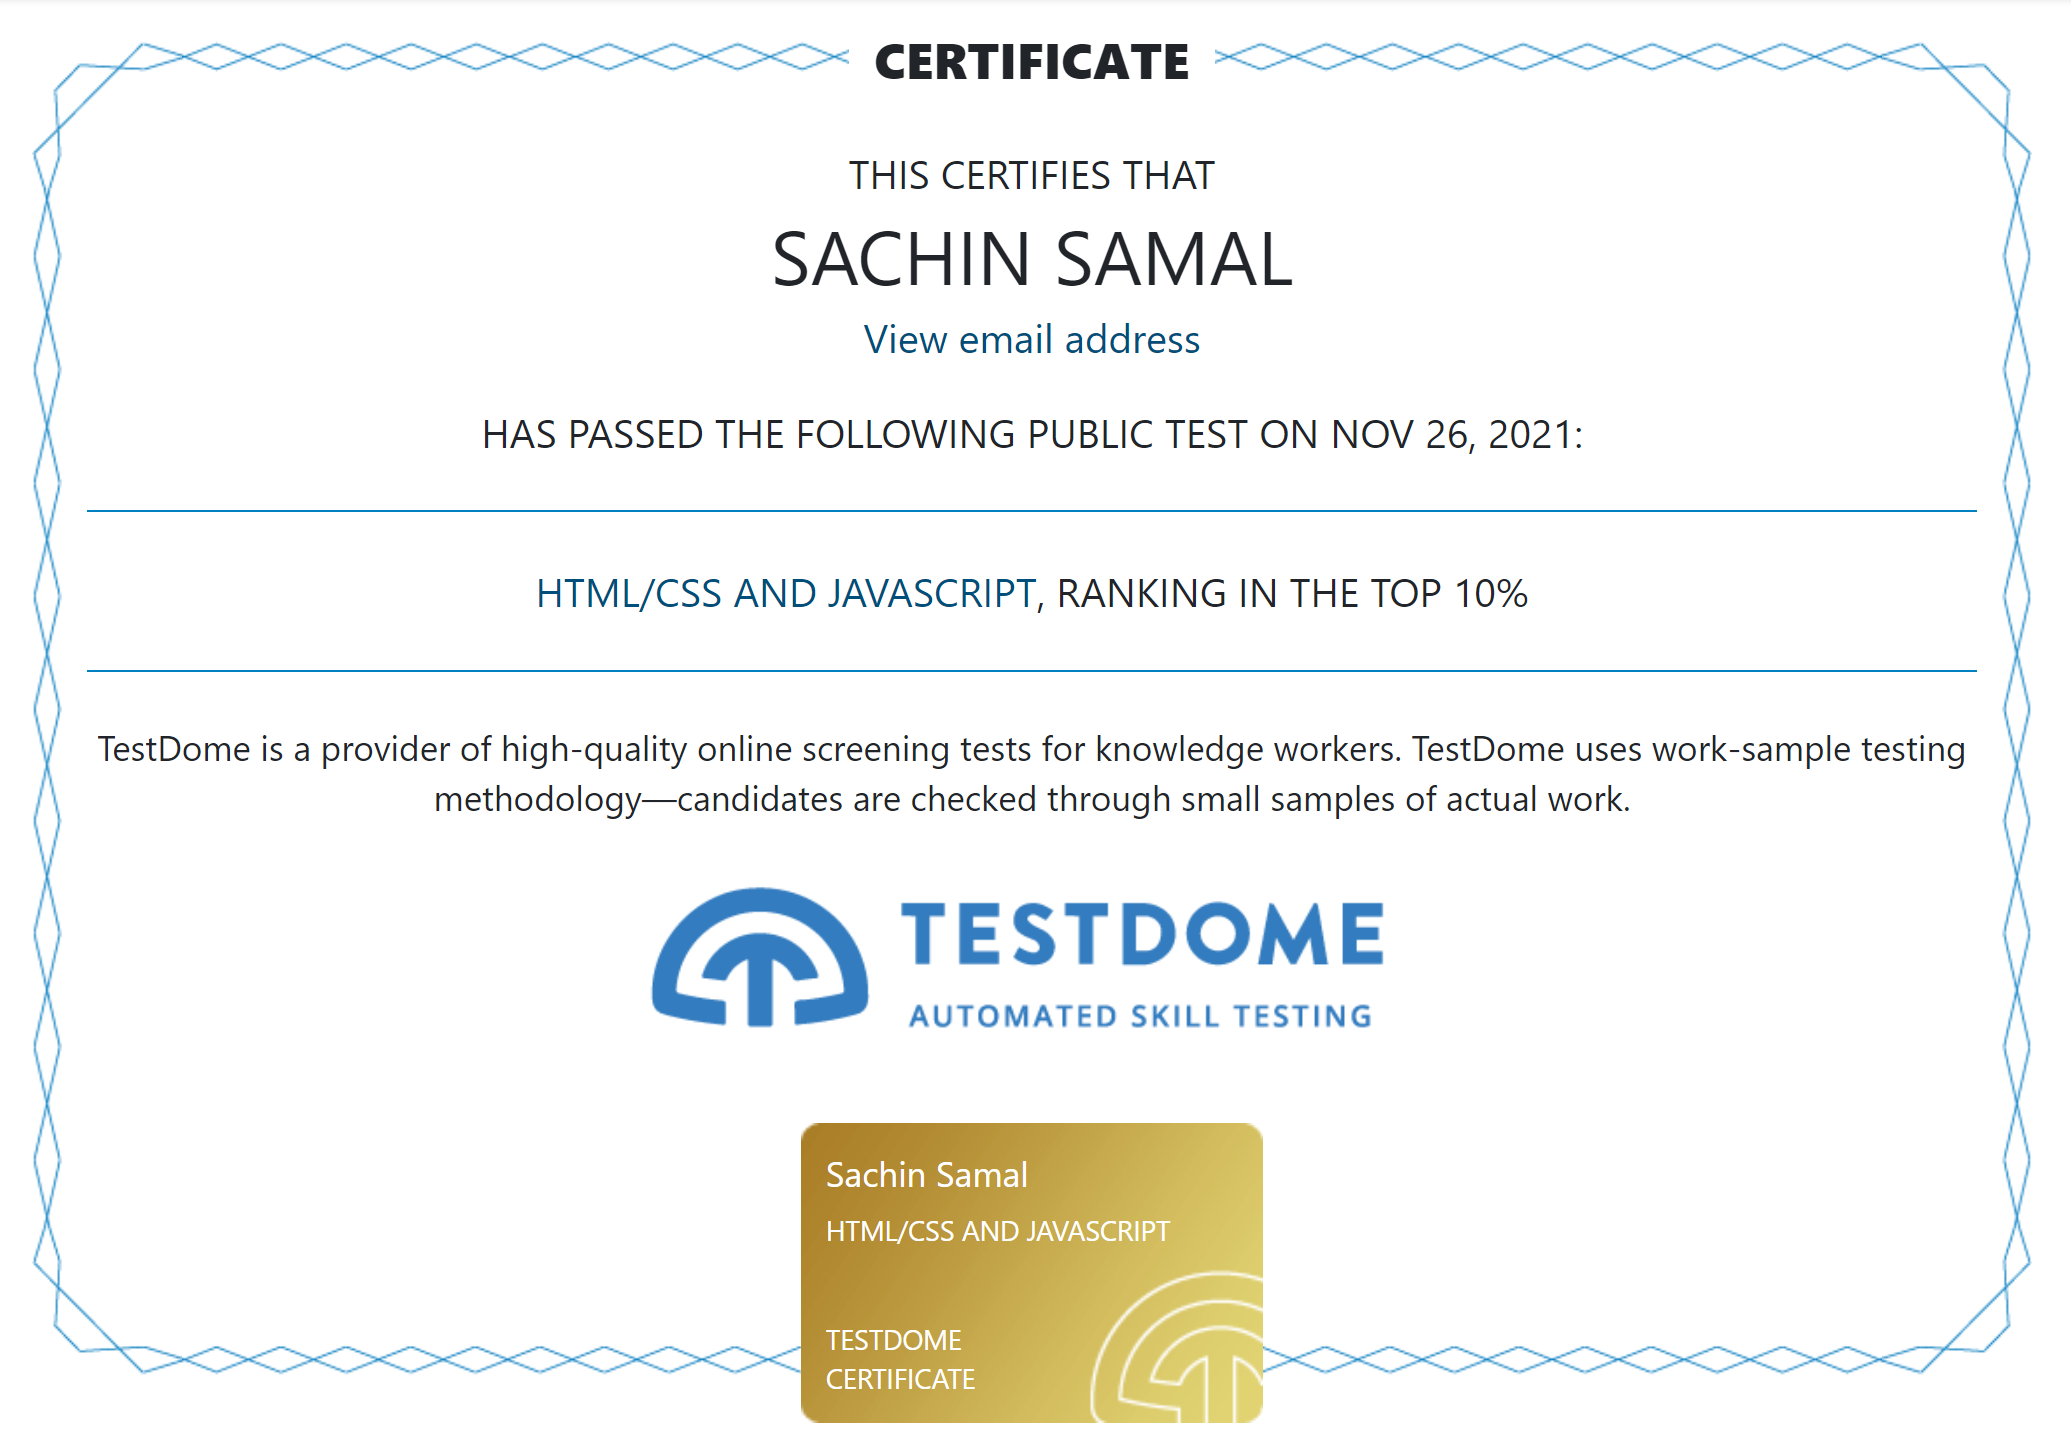 CERTIFICATE
THIS CERTIFIES THAT
SACHIN SAMAL
View email address
HAS PASSED THE FOLLOWING PUBLIC TEST ON NOV 26, 2021:
HTML/CSS AND JAVASCRIPT, RANKING IN THE TOP 10%
TestDome is a provider of high-quality online screening tests for knowledge workers. TestDome uses work-sample testing
methodology—candidates are checked through small samples of actual work.
TESTDOME
AUTOMATED SKILL TESTING
Sachin Samal
HTML/CSS AND JAVASCRIPT
TESTDOME
CERTIFICATE